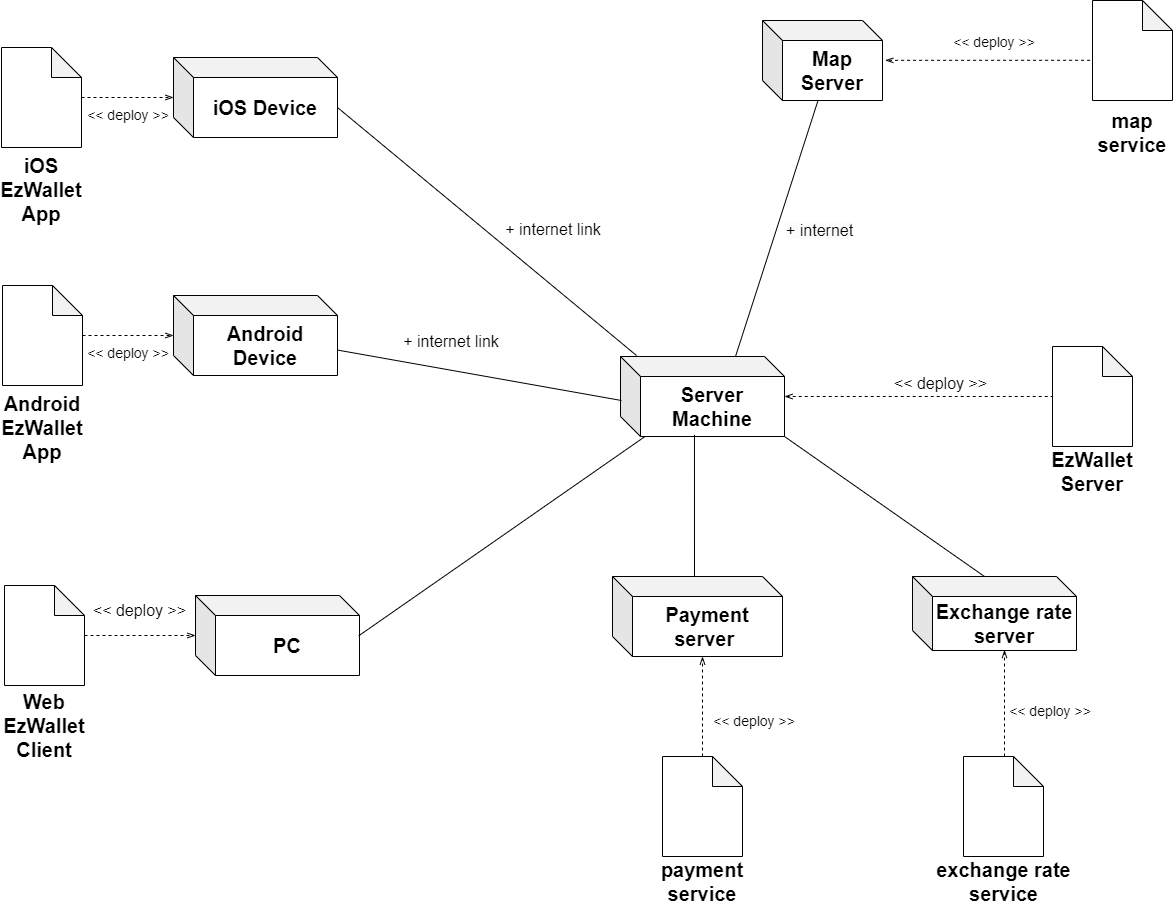 Map
Server
<< deploy >>
map
service
iOS Device
<< deploy >>
iOS
EzWallet
App
+ internet link
+ internet
Android
Device
<< deploy >>
Android
EzWallet
App
+ internet link
Server
Machine
<< deploy >>
EzWallet
Server
<< deploy >>
PC
Web
EzWallet
Client
Payment
server
Exchange rate
server
<< deploy >>
<< deploy >>
payment
service
exchange rate
service